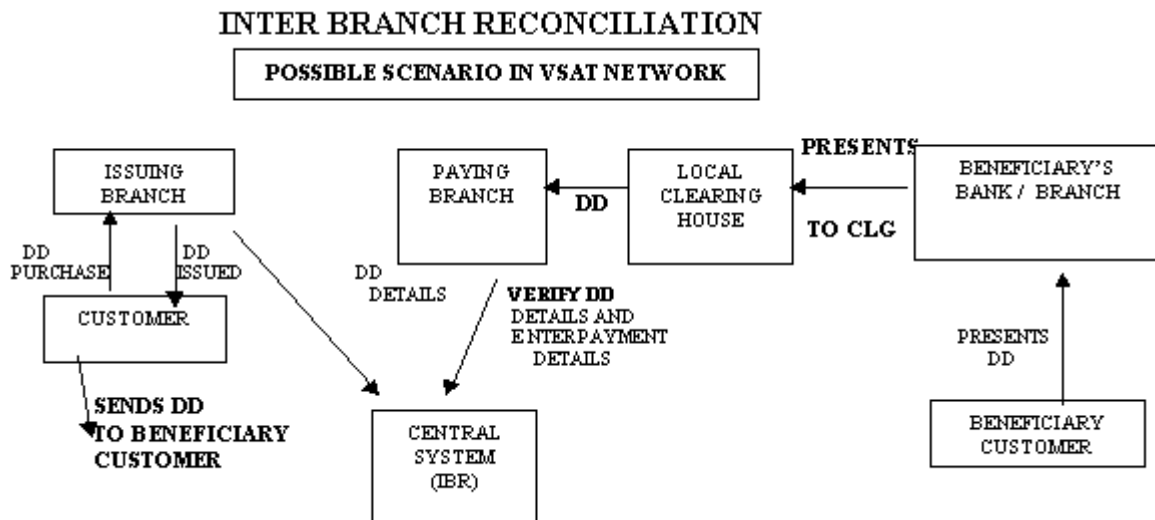 INTER BRANCH RECONCILIATION
POSSIBLE SCENARIO IN VSAT NETWORK
ISSUING
BRANCH
PAYING
BRANCH
LOCAL
CLEARING
HOUSE
PRESENTS
TO CLG
BENEFICIARY'S
BANK / BRANCH
DD
DD
PURCHASE
DD
ISSUED
CUSTOMER
DD
DETAILS
VERIFY DD
DETAILS AND
ENTERPAYMENT
DETAILS
PRESENTS
DD
SENDS DD
TO BENEFICIARY
CUSTOMER
CENTRAL
SYSTEM
(IBR)
BENEFICIARY
CUSTOMER